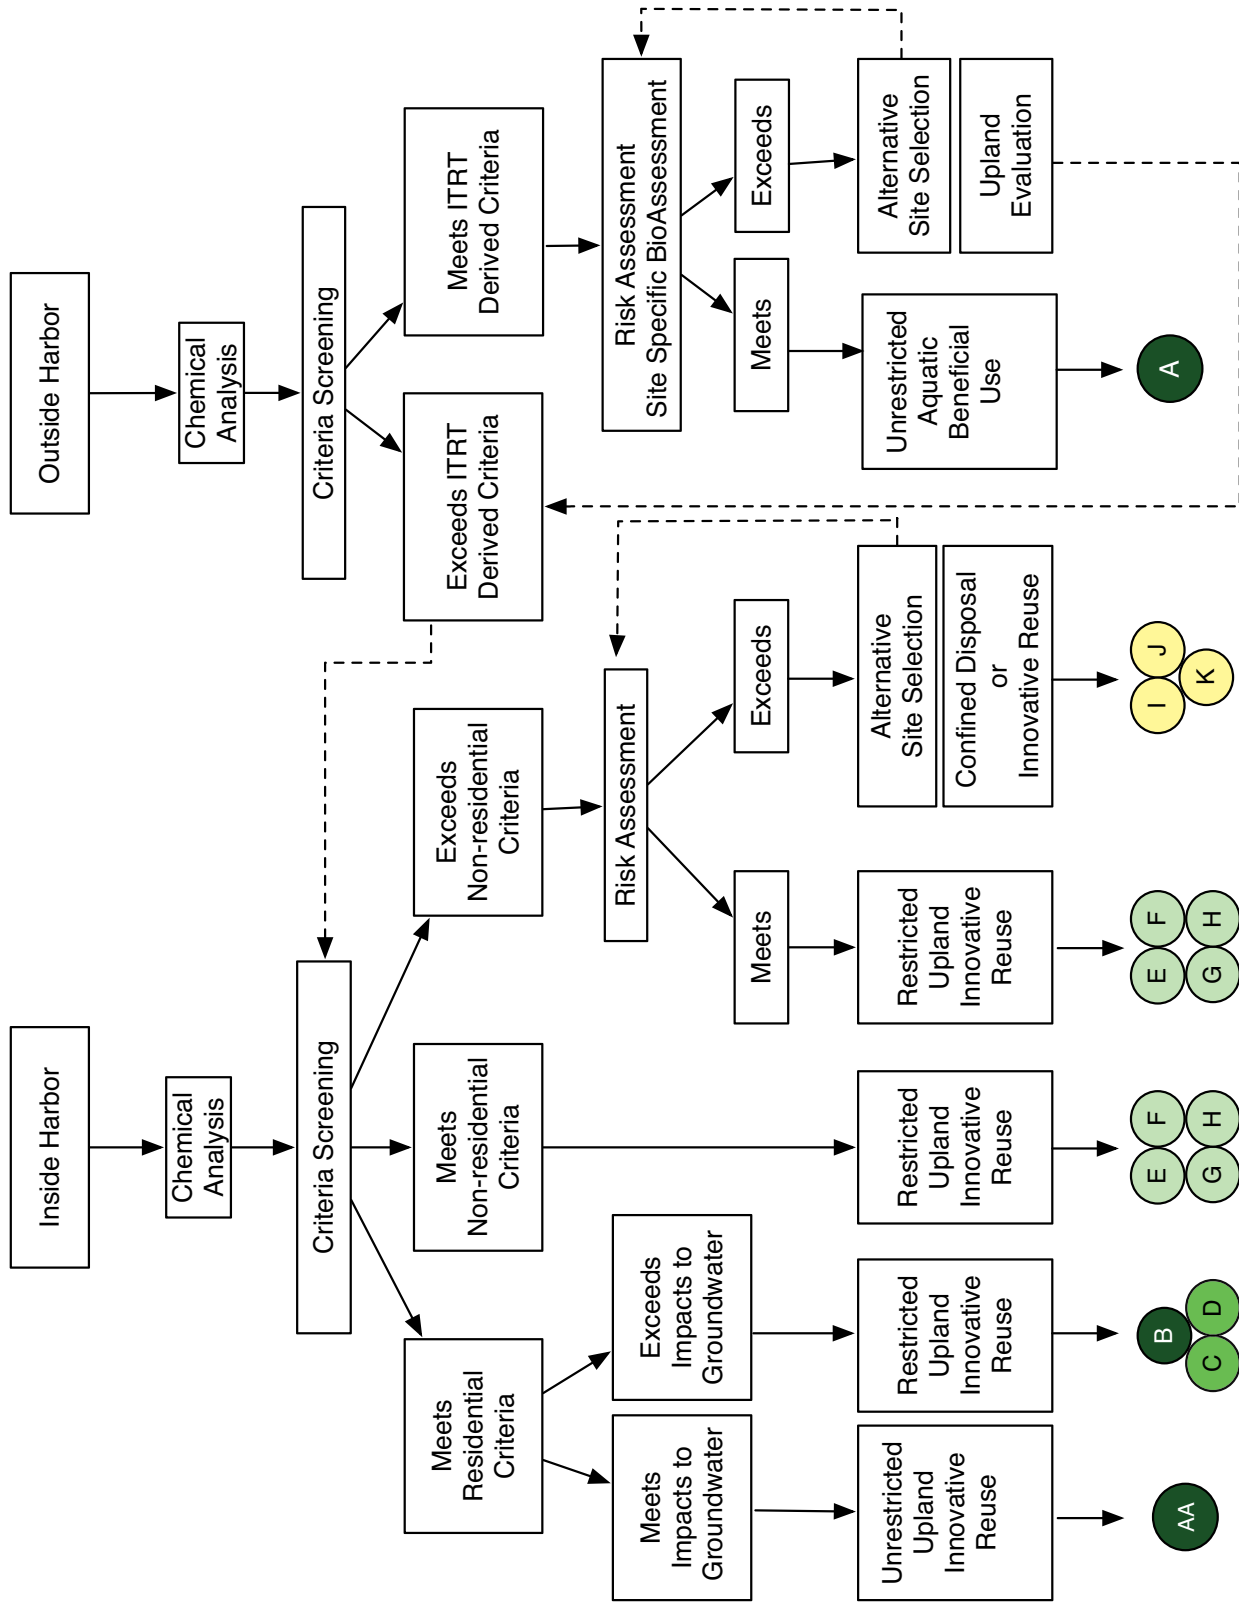 Inside Harbor
Chemical
Analysis
Criteria Screening
Meets
Residential
Criteria
Meets
Non-residential
Criteria
Exceeds
Non-residential
Criteria
Meets
Impacts to
Groundwater
Exceeds
Impacts to
Groundwater
Risk Assessment
Meets
Exceeds
Unrestricted
Upland
Innovative
Reuse
Restricted
Upland
Innovative
Reuse
Restricted
Upland
Innovative
Reuse
Restricted
Upland
Innovative
Reuse
Alternative
Site Selection
Confined Disposal
or
Innovative Reuse
AA
B
C D
E F
G H
E F
G H
I J
K
Outside Harbor
Chemical
Analysis
Criteria Screening
Exceeds ITRT
Derived Criteria
Meets ITRT
Derived Criteria
Risk Assessment
Site Specific BioAssessment
Meets
Exceeds
Unrestricted
Aquatic
Beneficial
Use
Alternative
Site Selection
Upland
Evaluation
A